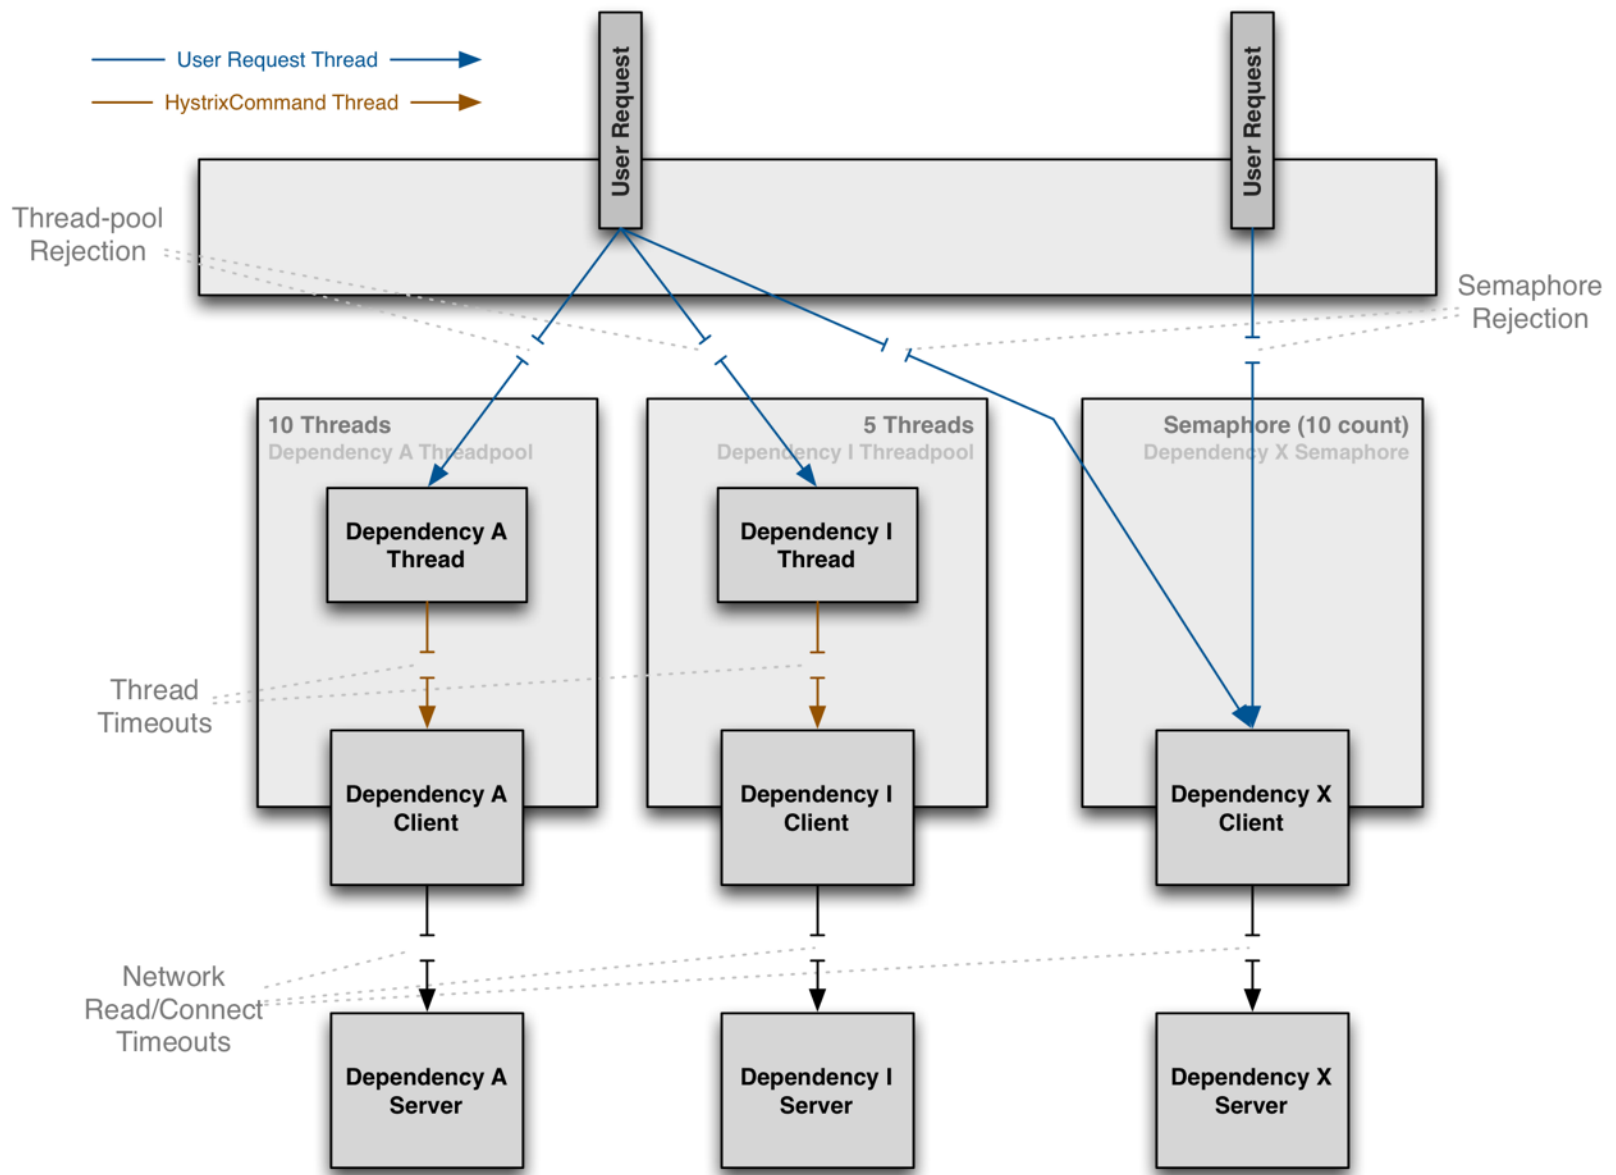 User Request Thread
HystrixCommand Thread
User Request
User Request
Thread-pool
Rejection
Semaphore
Rejection
10 Threads
Dependency A Threadpool
5 Threads
Dependency I Threadpool
Semaphore (10 count)
Dependency X Semaphore
Dependency A
Thread
Dependency I
Thread
Thread
Timeouts
Dependency A
Client
Dependency I
Client
Dependency X
Client
Network
Read/Connect
Timeouts
Dependency A
Server
Dependency I
Server
Dependency X
Server